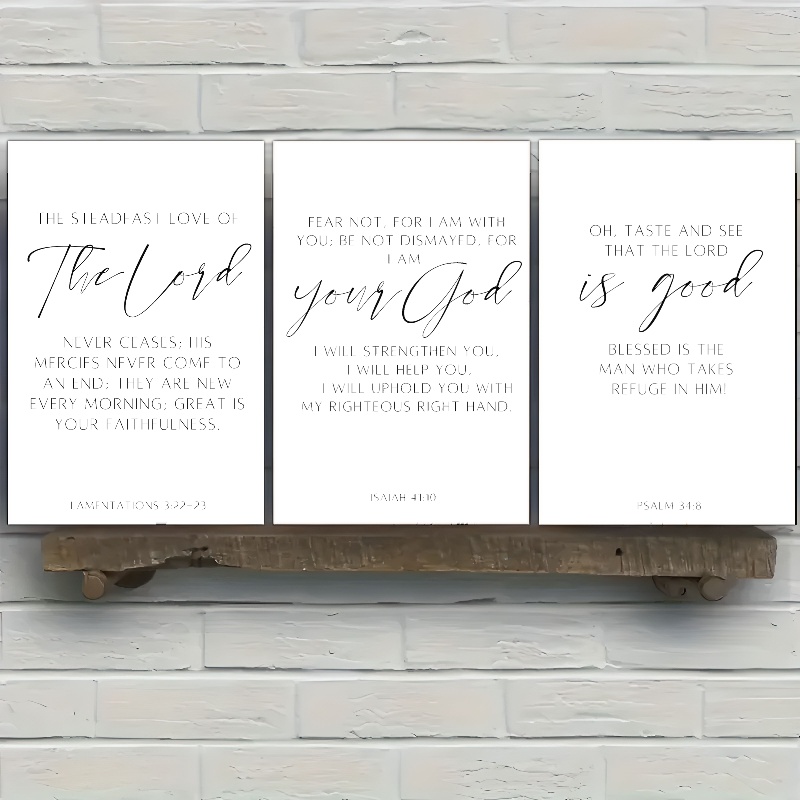 THE STEADFAST LOVE OF
The Lord
NEVER CEASES; HIS
MERCIES NEVER COME TO
AN END; THEY ARE NEW
EVERY MORNING; GREAT IS
YOUR FAITHFULNESS.
LAMENTATIONS 3:22-23
FEAR NOT, FOR I AM WITH
YOU; BE NOT DISMAYED, FOR
I AM
your God
I WILL STRENGTHEN YOU,
I WILL HELP YOU,
I WILL UPHOLD YOU WITH
MY RIGHTEOUS RIGHT HAND.
ISAIAH 41:10
OH, TASTE AND SEE
THAT THE LORD
is good
BLESSED IS THE
MAN WHO TAKES
REFUGE IN HIM!
PSALM 34:8